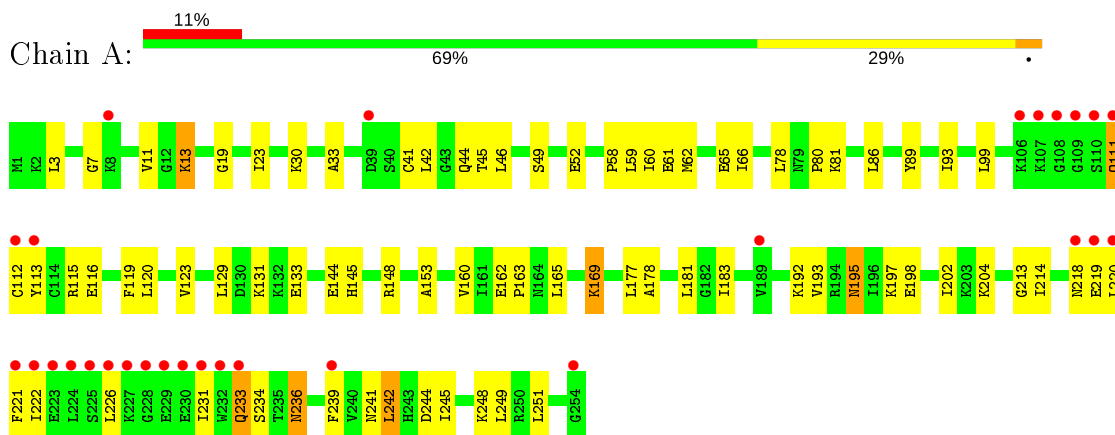 11%
Chain A:
69% 29% •
M1 K2 L3 G7 K8 V11 G12 K13 G19 I23 K30 A33 D39 S40 C41 L42 G43 Q44 T45 L46 S49 E52 P58 L59 I60 E61 M62 E65 I66 L78 N79 P80 K81 L86 Y89 I93 L99 K106 K107 G108 G109 S110 Q111
C112 Y113 C114 R115 E116 F119 L120 V123 L129 D130 K131 K132 E133 E144 H145 R148 A153 V160 I161 E162 P163 N164 L165 K169 L177 A178 L181 G182 I183 V189 K192 V193 R194 N195 I196 K197 E198 I202 K203 K204 G213 I214 N218 E219 I220
F221 I222 E223 L224 S225 L226 K227 G228 E229 E230 I231 W232 Q233 S234 T235 N236 F239 V240 N241 L242 H243 D244 I245 K248 L249 R250 L251 G254